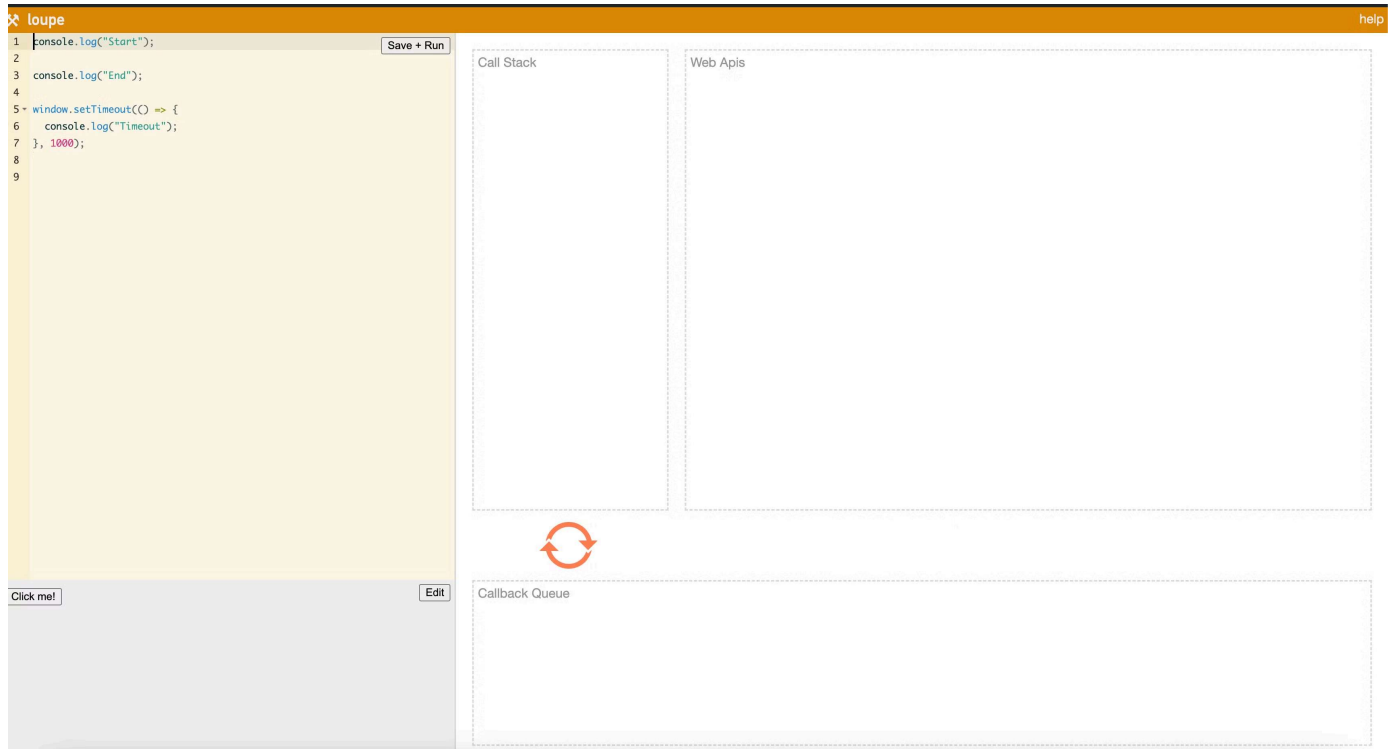 loupe
help
1 console.log("Start");
Save + Run
2
3 console.log("End");
4
5 window.setTimeout(() => {
6   console.log("Timeout");
7 }, 1000);
8
9
Call Stack
Web Apis
Click me!
Edit
Callback Queue